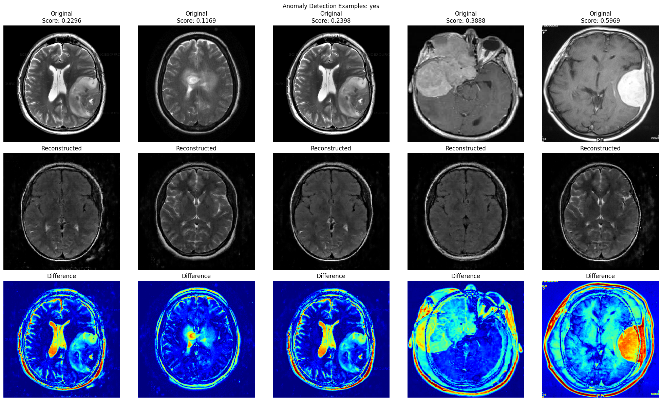 Anomaly Detection Examples: yes
Original
Score: 0.2296
Original
Score: 0.1169
Original
Score: 0.2398
Original
Score: 0.3888
Original
Score: 0.5969
Reconstructed
Reconstructed
Reconstructed
Reconstructed
Reconstructed
Difference
Difference
Difference
Difference
Difference